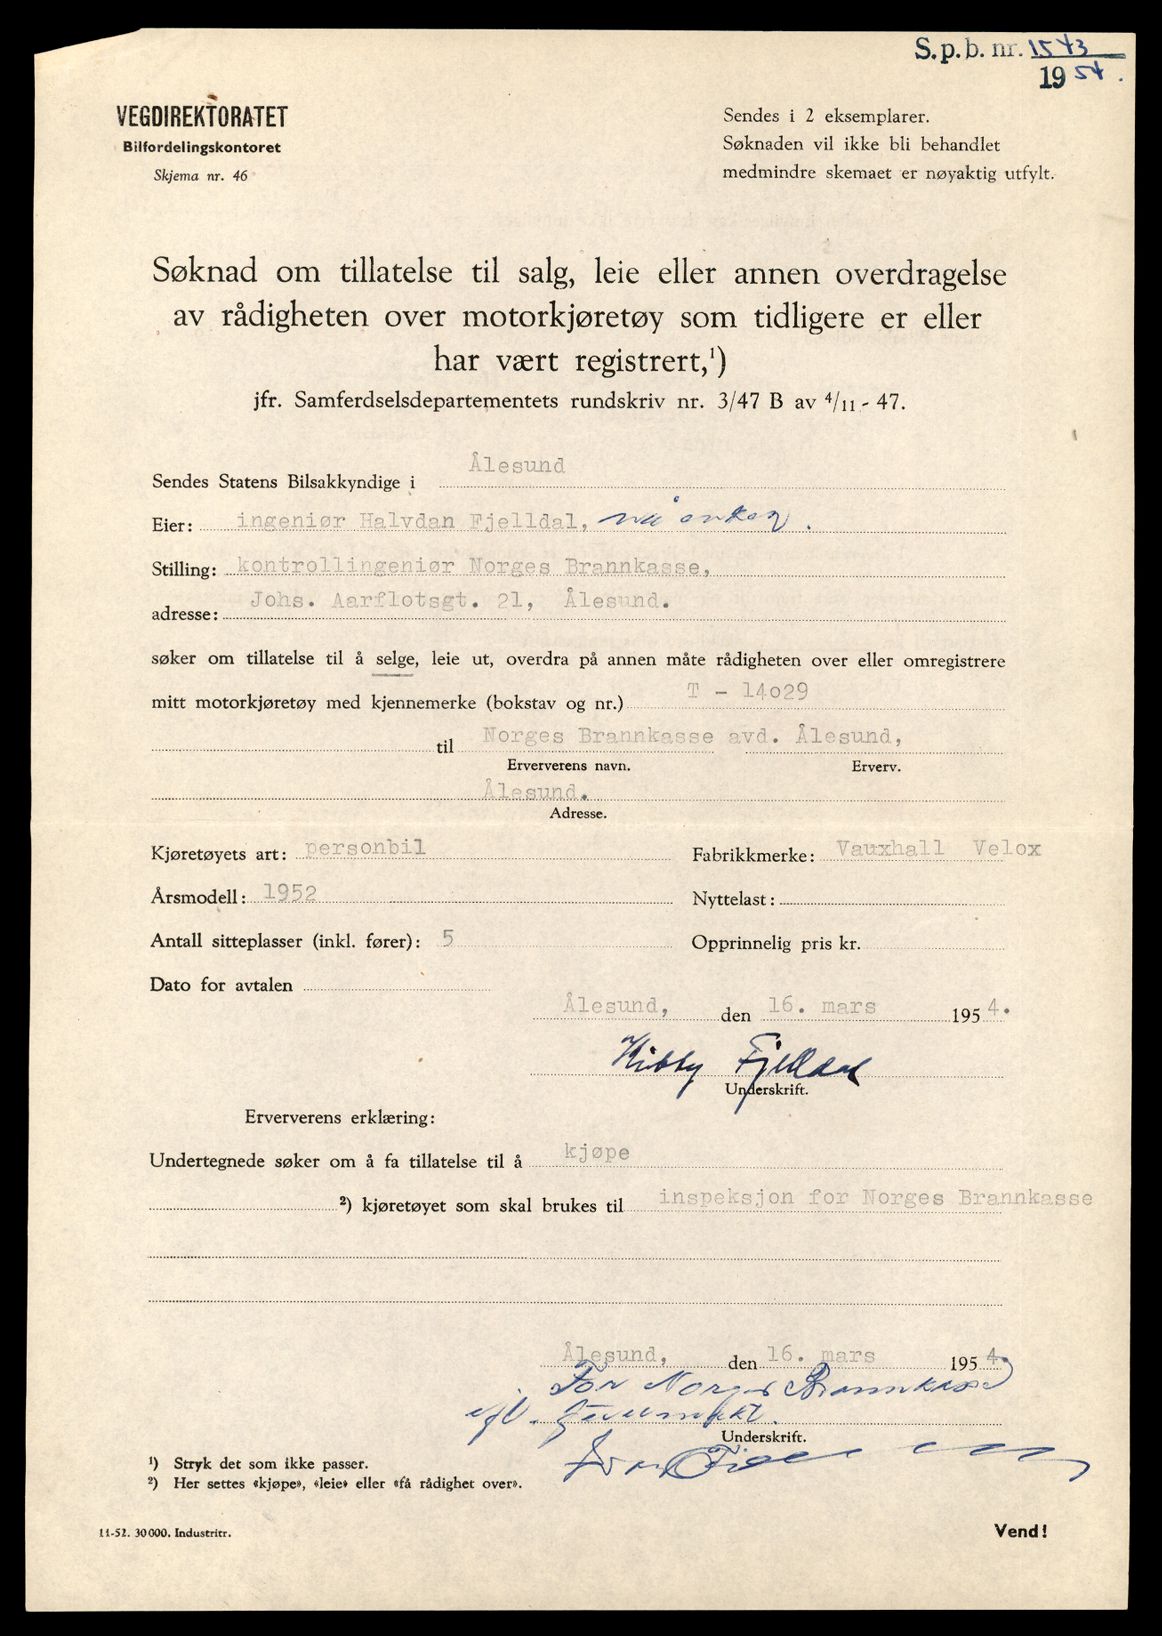 S.p.b. nr. 1543
1954.
VEGDIREKTORATET
Bilfordelingskontoret
Skjema nr. 46
Sendes i 2 eksemplarer.
Søknaden vil ikke bli behandlet
medmindre skemaet er nøyaktig utfylt.
Søknad om tillatelse til salg, leie eller annen overdragelse
av rådigheten over motorkjøretøy som tidligere er eller
har vært registrert,¹)
jfr. Samferdselsdepartementets rundskriv nr. 3/47 B av 4/11 - 47.
Sendes Statens Bilsakkyndige i Ålesund
Eier: ingeniør Halvdan Fjelldal, nå enke.
Stilling: kontrollingeniør Norges Brannkasse,
adresse: Johs. Aarflotsgt. 21, Ålesund.
søker om tillatelse til å selge, leie ut, overdra på annen måte rådigheten over eller omregistrere
mitt motorkjøretøy med kjennemerke (bokstav og nr.) T - 14029
til Norges Brannkasse avd. Ålesund,
Erververens navn. Erverv.
Ålesund.
Adresse.
Kjøretøyets art: personbil Fabrikkmerke: Vauxhall Velox
Årsmodell: 1952 Nyttelast:
Antall sitteplasser (inkl. fører): 5 Opprinnelig pris kr.
Dato for avtalen
Ålesund, den 16. mars 1954.
Kibby Fjelldal
Underskrift.
Erververens erklæring:
Undertegnede søker om å fa tillatelse til å kjøpe
²) kjøretøyet som skal brukes til inspeksjon for Norges Brannkasse
Ålesund, den 16. mars 1954.
For Norges Brannkasse
Underskrift.
¹) Stryk det som ikke passer.
²) Her settes «kjøpe», «leie» eller «få rådighet over».
11-52. 30000. Industritr.
Vend!